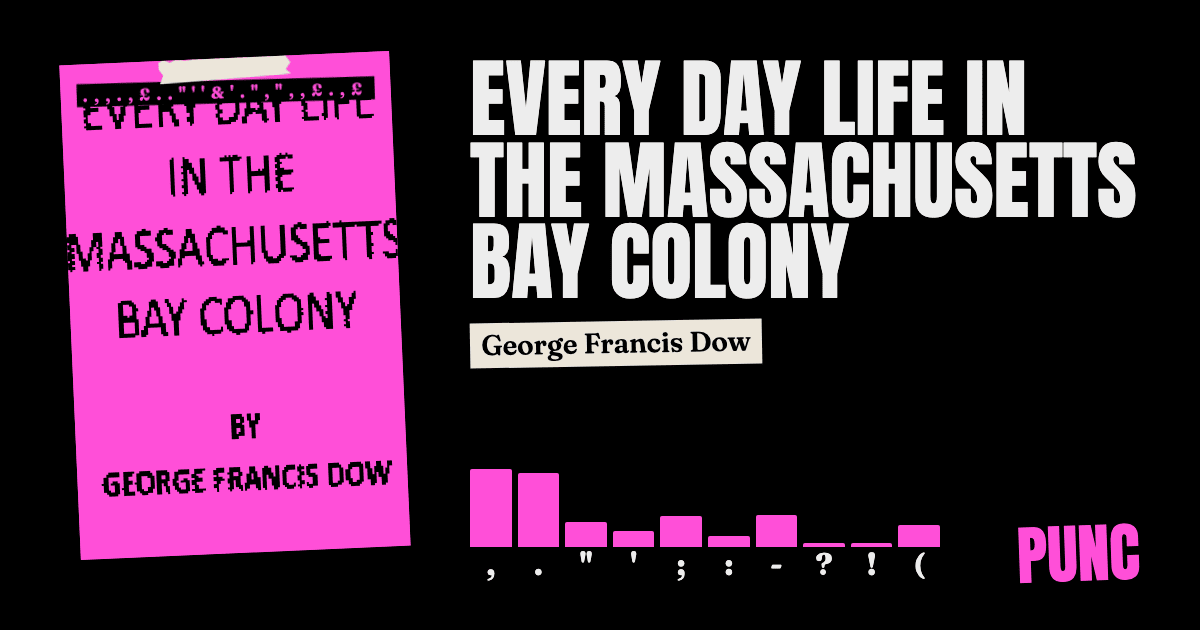 . , , . , £ . . " ' ' & ' . " , " , , £ . , £
EVERY DAY LIFE
IN THE
MASSACHUSETTS
BAY COLONY
BY
GEORGE FRANCIS DOW
EVERY DAY LIFE IN
THE MASSACHUSETTS
BAY COLONY
George Francis Dow
, . " ' ; : - ? ! (
PUNC